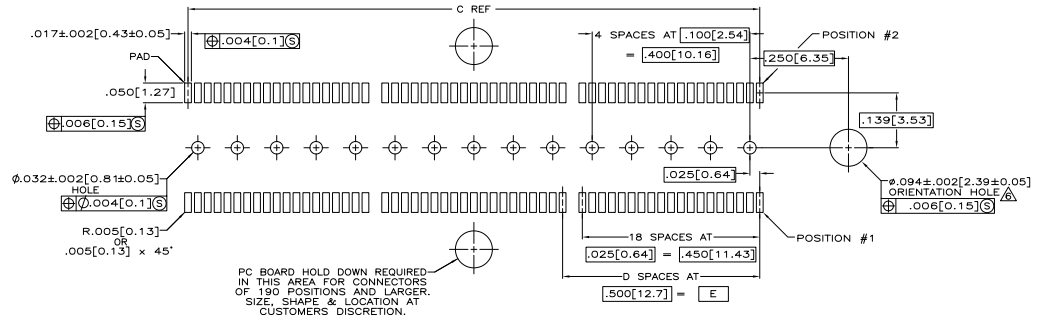 C REF
.017±.002[0.43±0.05]
⌖.004[0.1]Ⓢ
4 SPACES AT .100[2.54]
= .400[10.16]
POSITION #2
.250[6.35]
PAD
.050[1.27]
⌖.006[0.15]Ⓢ
.139[3.53]
Ø.032±.002[0.81±0.05]
HOLE
⌖Ø.004[0.1]Ⓢ
.025[0.64]
ø.094±.002[2.39±0.05]
ORIENTATION HOLE
⌖ .006[0.15]Ⓢ
R.005[0.13]
OR
.005[0.13] x 45°
18 SPACES AT
.025[0.64] = .450[11.43]
POSITION #1
D SPACES AT
.500[12.7] = E
PC BOARD HOLD DOWN REQUIRED
IN THIS AREA FOR CONNECTORS
OF 190 POSITIONS AND LARGER.
SIZE, SHAPE & LOCATION AT
CUSTOMERS DISCRETION.